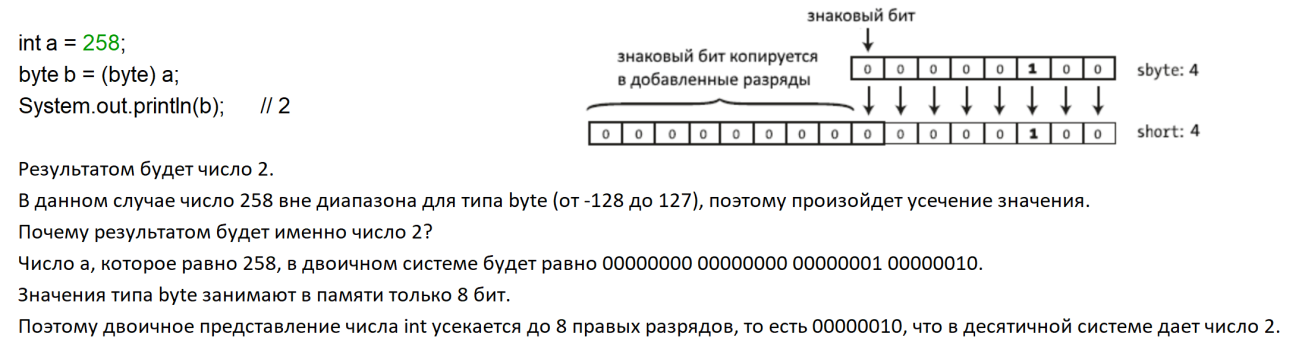 int a = 258;
byte b = (byte) a;
System.out.println(b); // 2
знаковый бит
знаковый бит копируется
в добавленные разряды
0 0 0 0 0 1 0 0 sbyte: 4
0 0 0 0 0 0 0 0 0 0 0 0 0 1 0 0 short: 4
Результатом будет число 2.
В данном случае число 258 вне диапазона для типа byte (от -128 до 127), поэтому произойдет усечение значения.
Почему результатом будет именно число 2?
Число a, которое равно 258, в двоичном системе будет равно 00000000 00000000 00000001 00000010.
Значения типа byte занимают в памяти только 8 бит.
Поэтому двоичное представление числа int усекается до 8 правых разрядов, то есть 00000010, что в десятичной системе дает число 2.